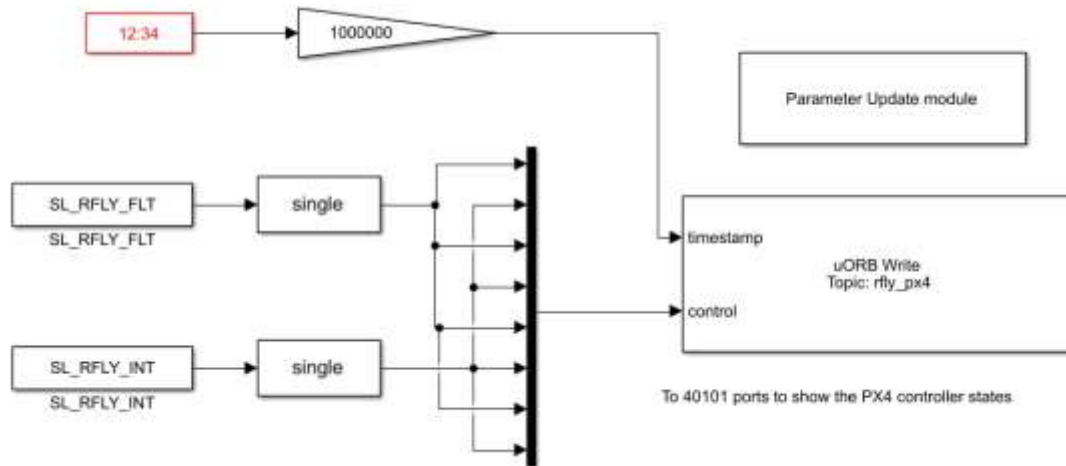 12:34
1000000
Parameter Update module
SL_RFLY_FLT
single
SL_RFLY_FLT
timestamp
uORB Write
Topic: rfly_px4
control
SL_RFLY_INT
single
SL_RFLY_INT
To 40101 ports to show the PX4 controller states